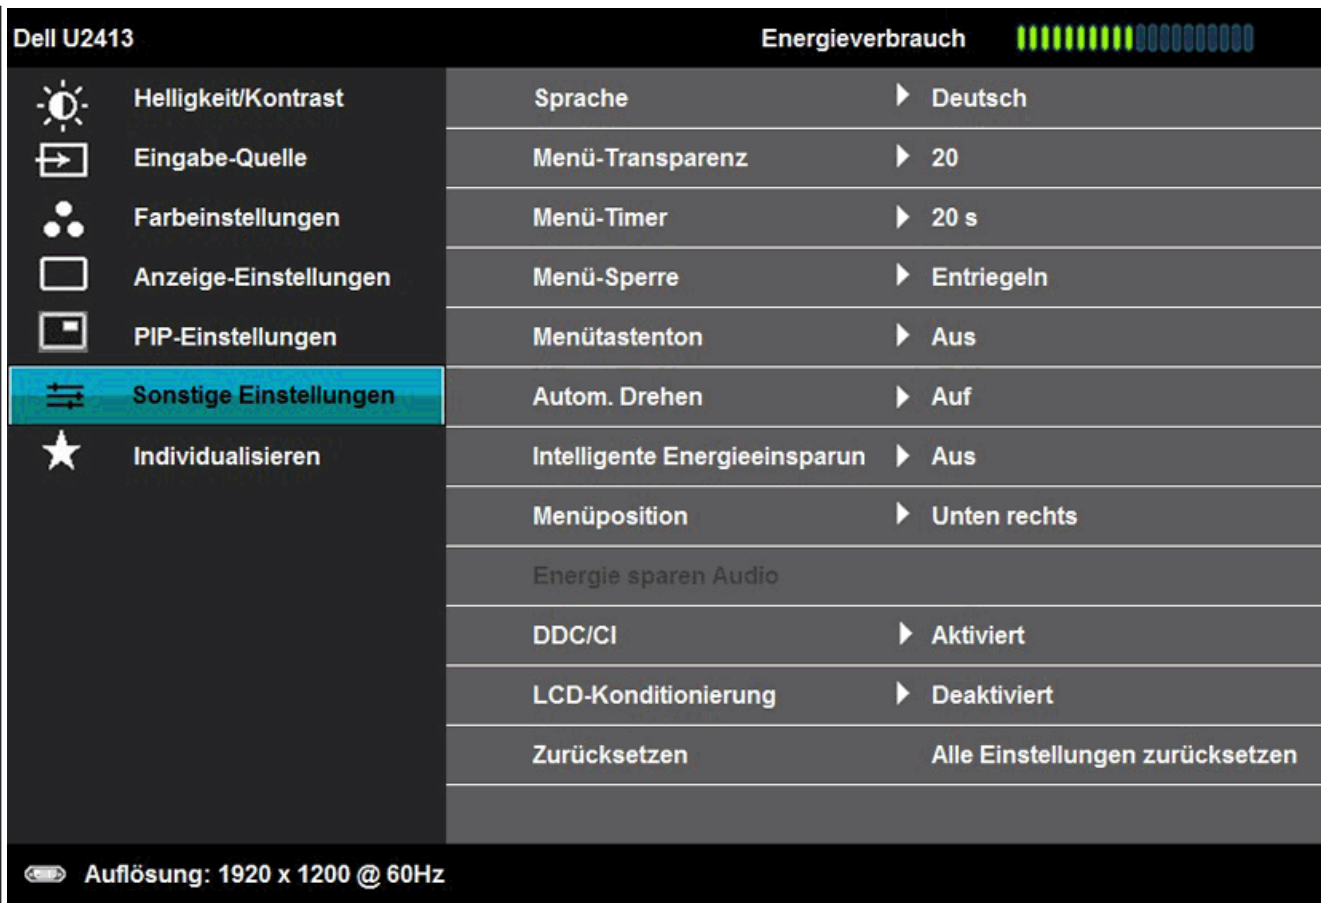 Dell U2413 Energieverbrauch
Helligkeit/Kontrast
Eingabe-Quelle
Farbeinstellungen
Anzeige-Einstellungen
PIP-Einstellungen
Sonstige Einstellungen
Individualisieren
Sprache Deutsch
Menü-Transparenz 20
Menü-Timer 20 s
Menü-Sperre Entriegeln
Menütastenton Aus
Autom. Drehen Auf
Intelligente Energieeinsparun Aus
Menüposition Unten rechts
Energie sparen Audio
DDC/CI Aktiviert
LCD-Konditionierung Deaktiviert
Zurücksetzen Alle Einstellungen zurücksetzen
Auflösung: 1920 x 1200 @ 60Hz